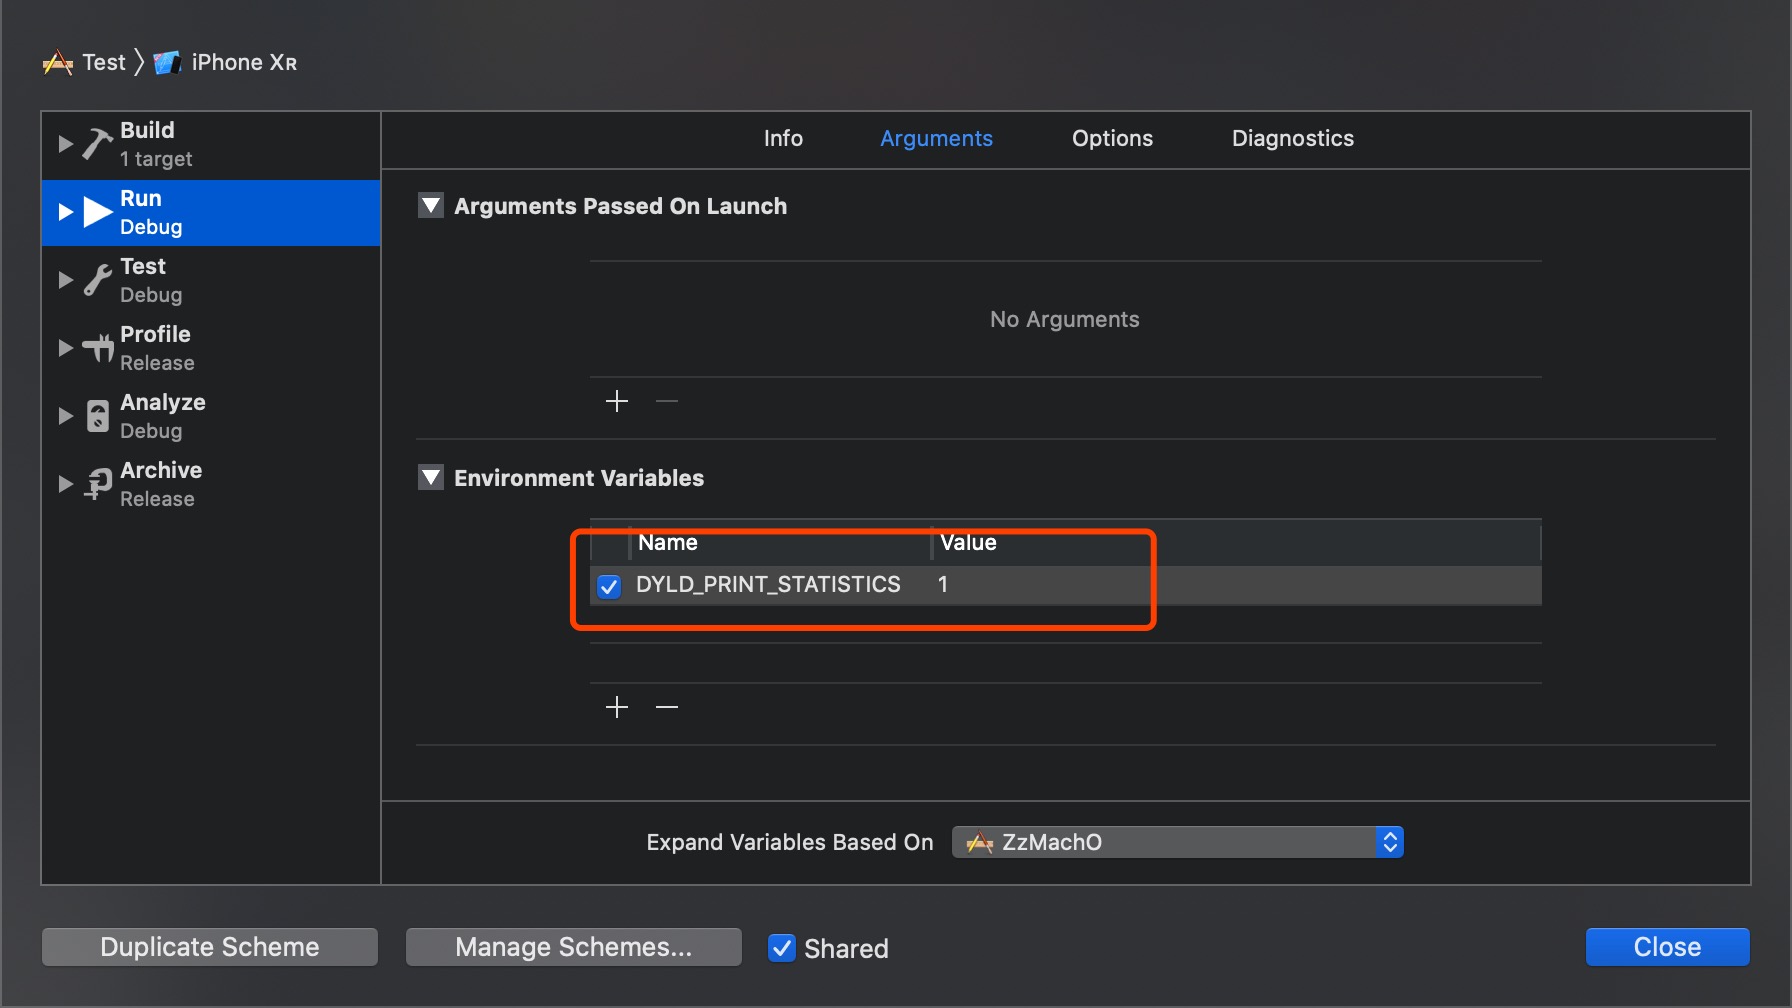 Test 〉 iPhone Xʀ
Build
1 target
Run
Debug
Test
Debug
Profile
Release
Analyze
Debug
Archive
Release
Info Arguments Options Diagnostics
Arguments Passed On Launch
No Arguments
Environment Variables
Name Value
DYLD_PRINT_STATISTICS 1
Expand Variables Based On ZzMachO
Duplicate Scheme Manage Schemes... Shared Close